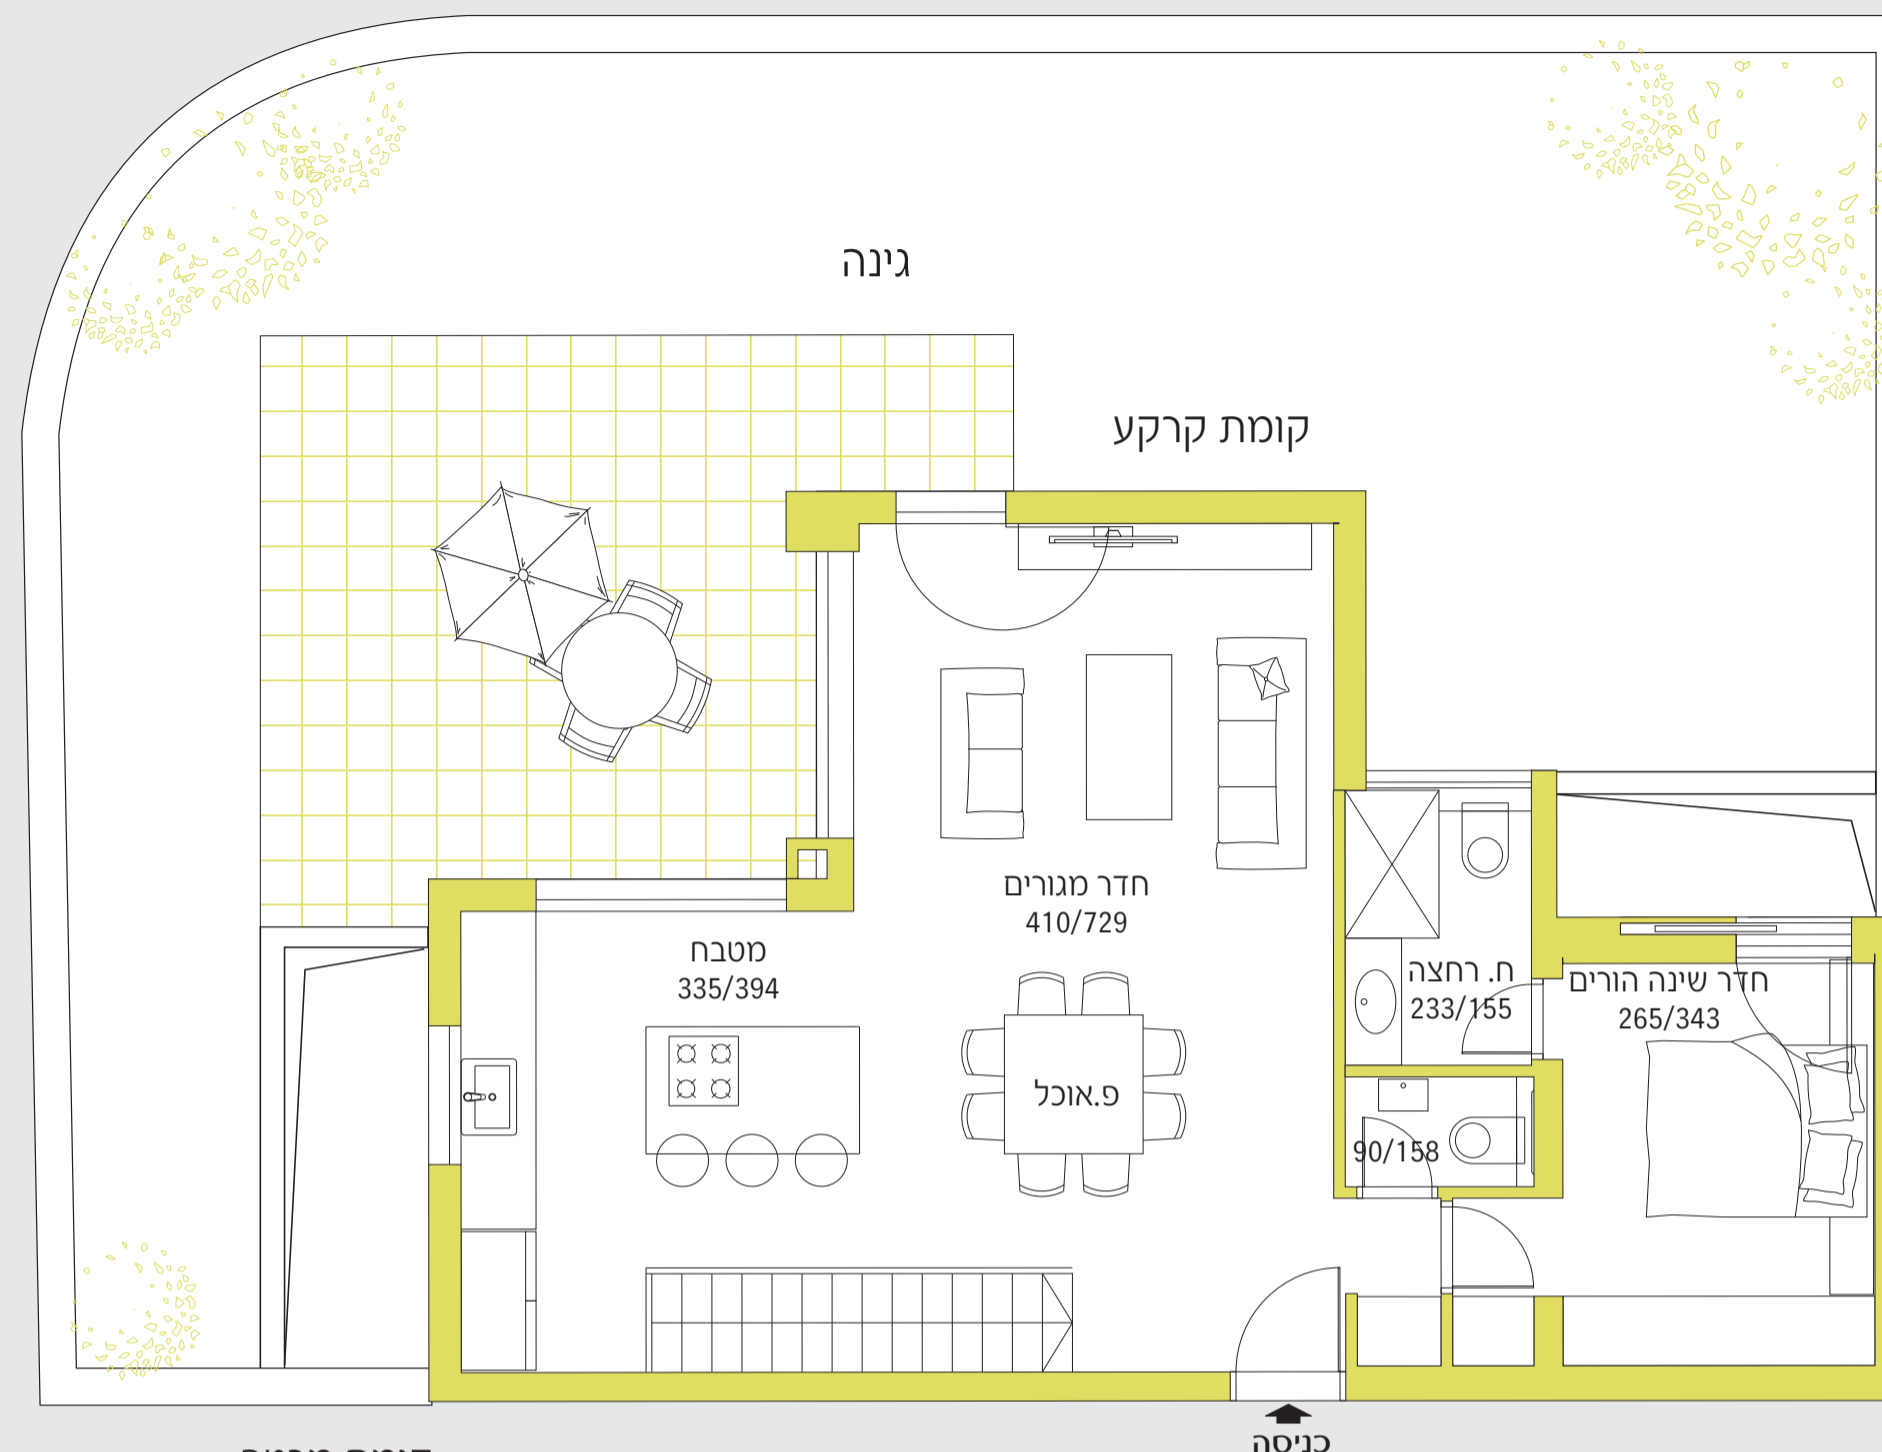 גינה
קומת קרקע
חדר מגורים
410/729
מטבח
335/394
ח. רחצה
233/155
חדר שינה הורים
265/343
פ.אוכל
90/158
כניסה